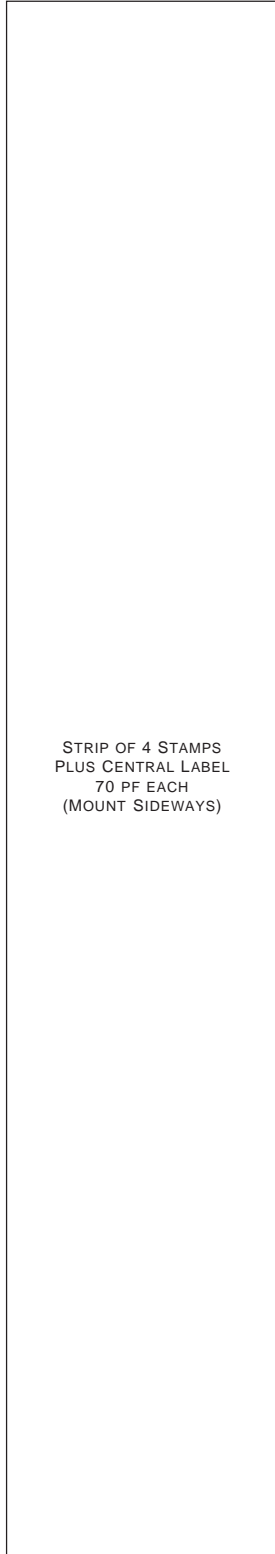 STRIP OF 4 STAMPS
PLUS CENTRAL LABEL
70 PF EACH
(MOUNT SIDEWAYS)